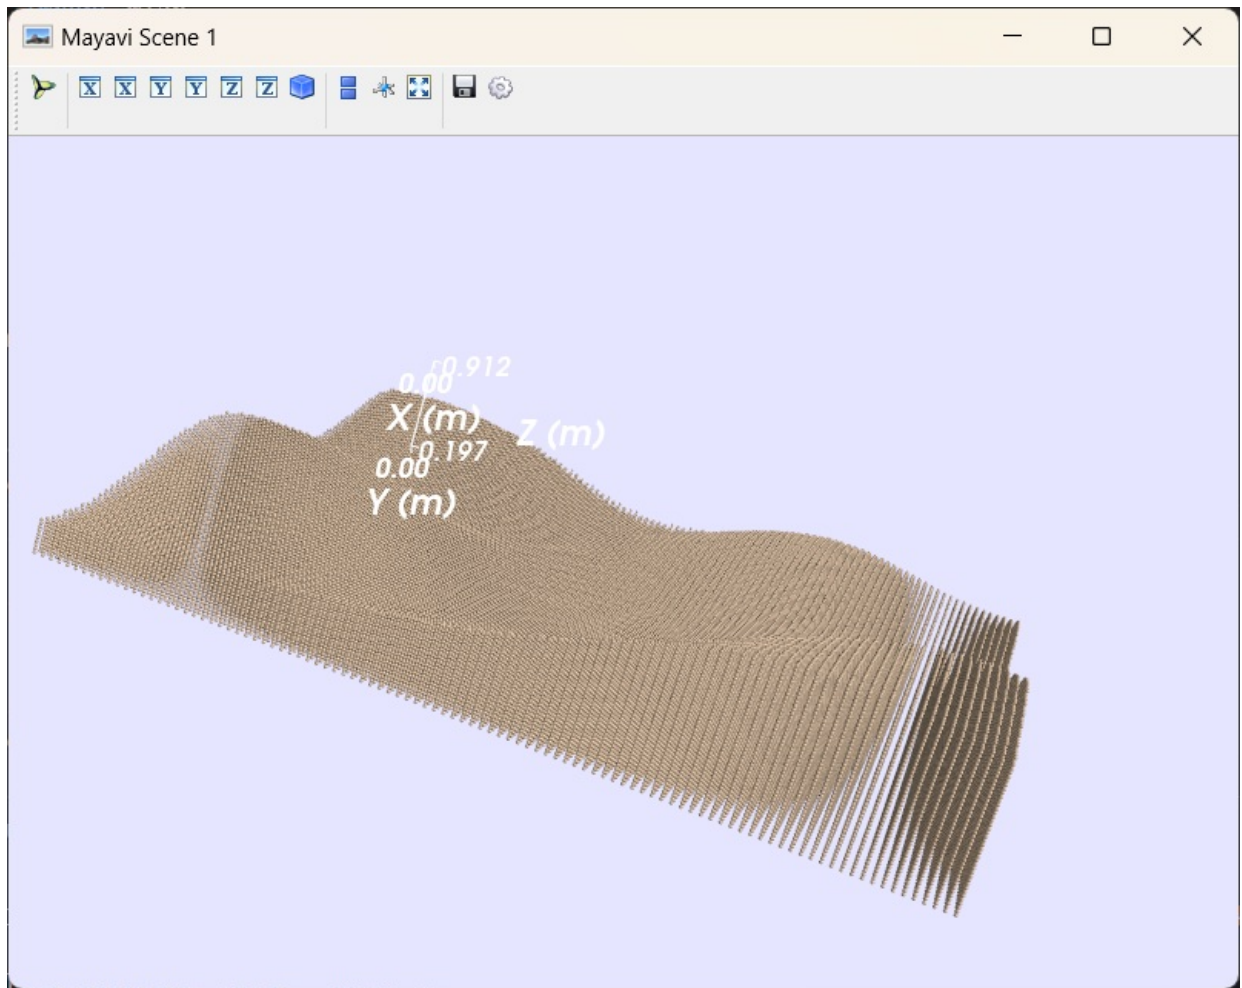 Mayavi Scene 1
X X Y Y Z Z
0.912
0.00
X (m)
Z (m)
-0.197
0.00
Y (m)